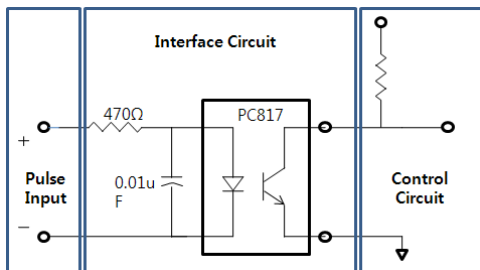 Interface Circuit
470Ω
PC817
+
Pulse
Input
0.01u
F
Control
Circuit
−